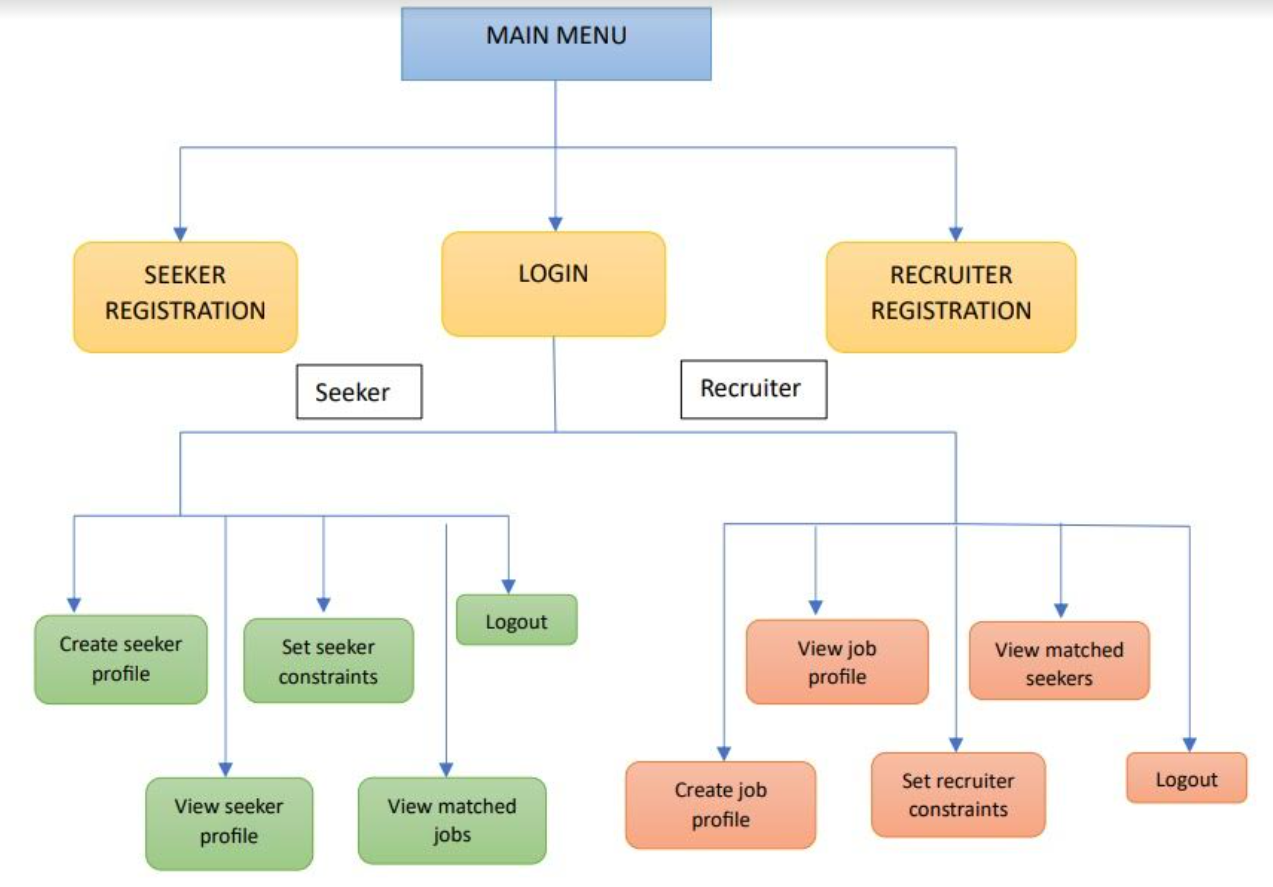 MAIN MENU
SEEKER
REGISTRATION
LOGIN
RECRUITER
REGISTRATION
Seeker
Recruiter
Create seeker
profile
Set seeker
constraints
Logout
View seeker
profile
View matched
jobs
View job
profile
View matched
seekers
Create job
profile
Set recruiter
constraints
Logout